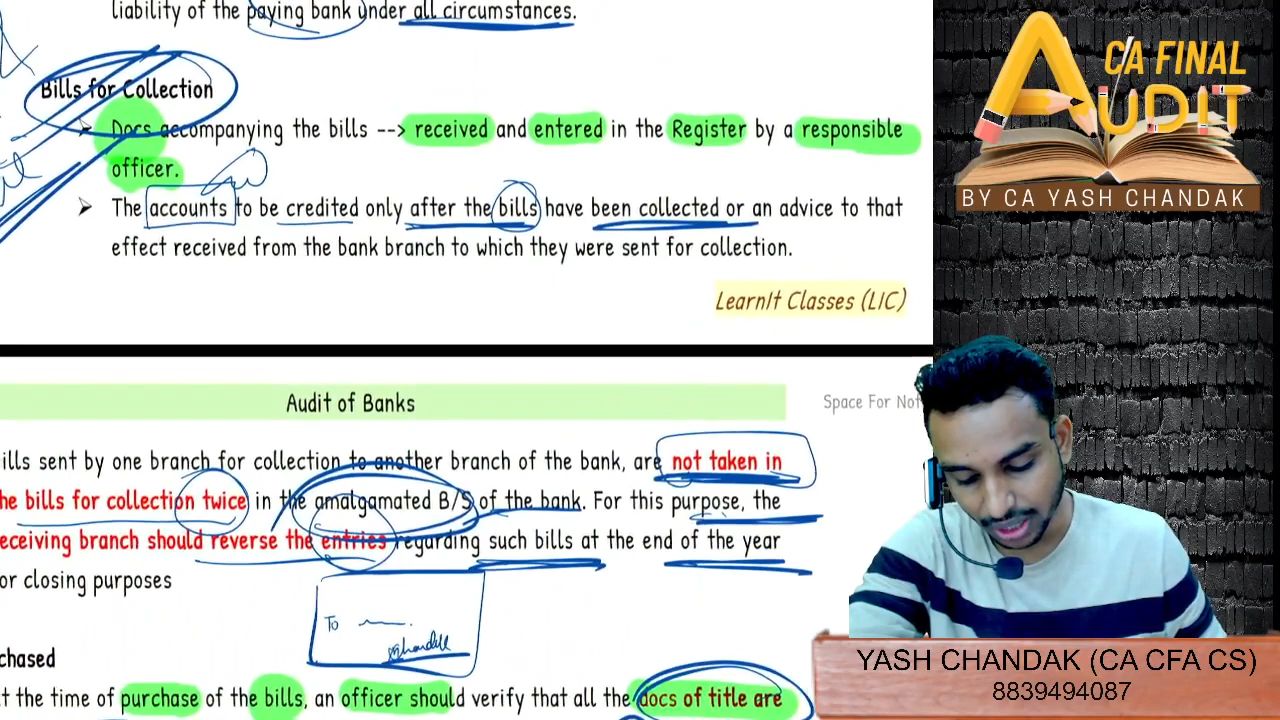 liability of the paying bank under all circumstances.
Bills for Collection
Docs accompanying the bills --> received and entered in the Register by a responsible
officer.
The accounts to be credited only after the bills have been collected or an advice to that
effect received from the bank branch to which they were sent for collection.
LearnIt Classes (LIC)
Audit of Banks
Space For Not
ills sent by one branch for collection to another branch of the bank, are not taken in
he bills for collection twice in the amalgamated B/S of the bank. For this purpose, the
eceiving branch should reverse the entries regarding such bills at the end of the year
or closing purposes
To
chased
t the time of purchase of the bills, an officer should verify that all the docs of title are
CA FINAL
AUDIT
BY CA YASH CHANDAK
YASH CHANDAK (CA CFA CS)
8839494087